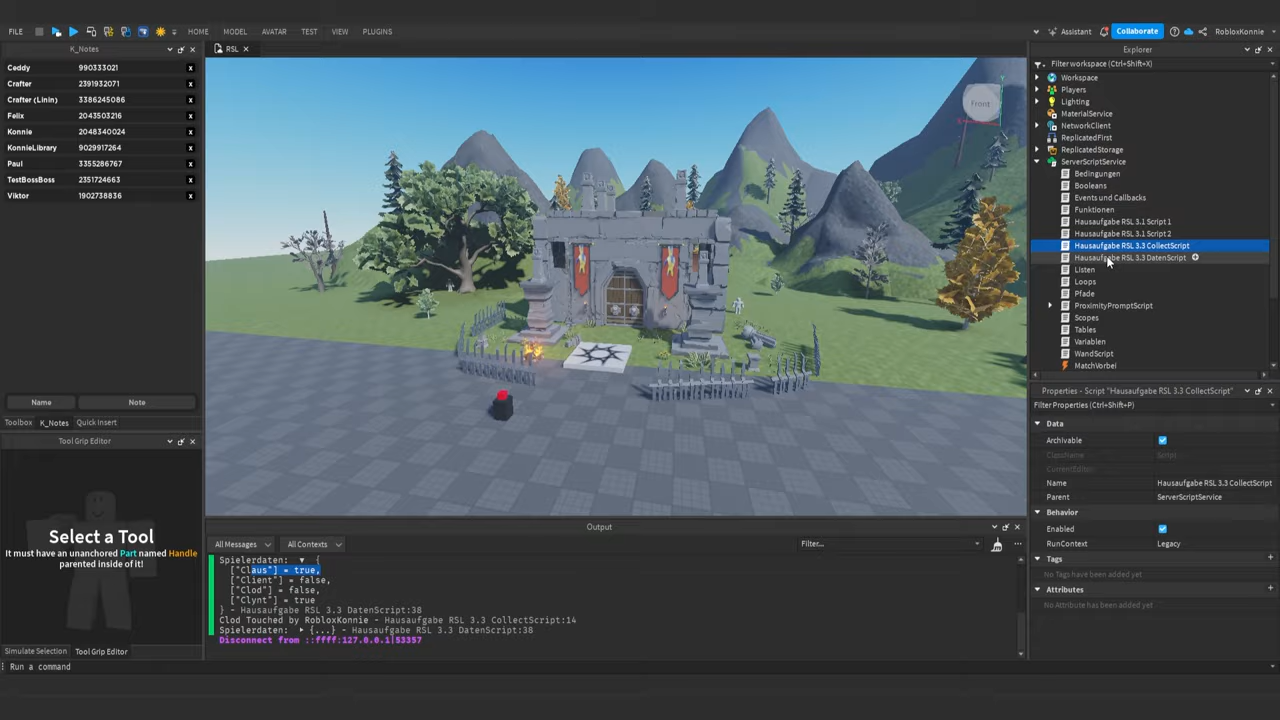 FILE HOME MODEL AVATAR TEST VIEW PLUGINS Assistant Collaborate RobloxKonnie
K_Notes
Ceddy 990333021 x
Crafter 2391932071 x
Crafter (Linin) 3386245086 x
Felix 2043503216 x
Konnie 2048340024 x
KonnieLibrary 9029917264 x
Paul 3355286767 x
TestBossBoss 2351724663 x
Viktor 1902738836 x
Name Note
Toolbox K_Notes Quick Insert
Tool Grip Editor
Select a Tool
It must have an unanchored Part named Handle
parented inside of it!
Simulate Selection Tool Grip Editor
RSL
Front
Output
All Messages All Contexts Filter...
Spielerdaten: ▼ {
["Claus"] = true,
["Client"] = false,
["Clod"] = false,
["Clynt"] = true
} - Hausaufgabe RSL 3.3 DatenScript:38
Clod Touched by RobloxKonnie - Hausaufgabe RSL 3.3 CollectScript:14
Spielerdaten: ▶ {...} - Hausaufgabe RSL 3.3 DatenScript:38
Disconnect from ::ffff:127.0.0.1|53357
Explorer
Filter workspace (Ctrl+Shift+X)
Workspace
Players
Lighting
MaterialService
NetworkClient
ReplicatedFirst
ReplicatedStorage
ServerScriptService
Bedingungen
Booleans
Events und Callbacks
Funktionen
Hausaufgabe RSL 3.1 Script 1
Hausaufgabe RSL 3.1 Script 2
Hausaufgabe RSL 3.3 CollectScript
Hausaufgabe RSL 3.3 DatenScript
Listen
Loops
Pfade
ProximityPromptScript
Scopes
Tables
Variablen
WandScript
MatchVorbei
Properties - Script "Hausaufgabe RSL 3.3 CollectScript"
Filter Properties (Ctrl+Shift+P)
Data
Archivable
ClassName Script
CurrentEditor
Name Hausaufgabe RSL 3.3 CollectScript
Parent ServerScriptService
Behavior
Enabled
RunContext Legacy
Tags
No Tags have been added yet
Attributes
No Attribute has been added yet
Run a command